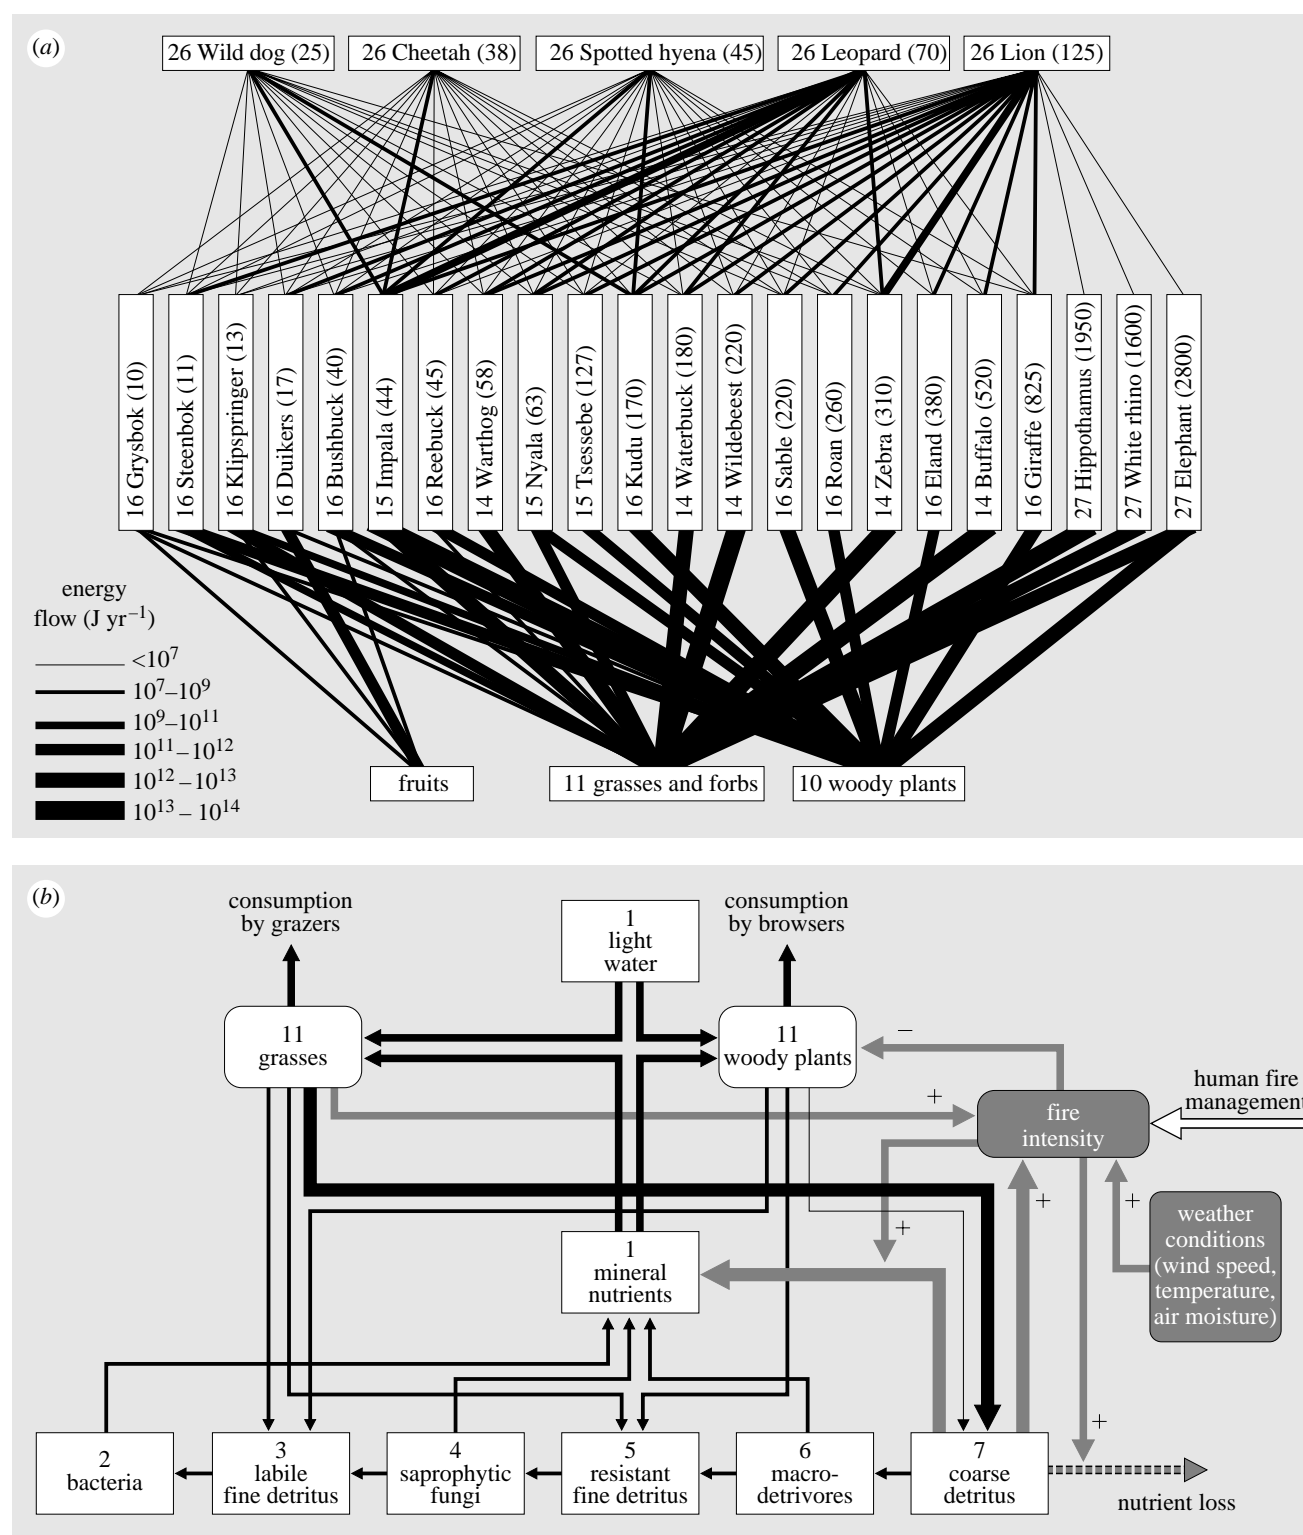 (a)
26 Wild dog (25)
26 Cheetah (38)
26 Spotted hyena (45)
26 Leopard (70)
26 Lion (125)
16 Grysbok (10)
16 Steenbok (11)
16 Klipspringer (13)
16 Duikers (17)
16 Bushbuck (40)
15 Impala (44)
16 Reebuck (45)
14 Warthog (58)
15 Nyala (63)
15 Tsessebe (127)
16 Kudu (170)
14 Waterbuck (180)
14 Wildebeest (220)
16 Sable (220)
16 Roan (260)
14 Zebra (310)
16 Eland (380)
14 Buffalo (520)
16 Giraffe (825)
27 Hippothamus (1950)
27 White rhino (1600)
27 Elephant (2800)
energy
flow (J yr⁻¹)
<10⁷
10⁷–10⁹
10⁹–10¹¹
10¹¹–10¹²
10¹²–10¹³
10¹³–10¹⁴
fruits
11 grasses and forbs
10 woody plants
(b)
consumption
by grazers
1
light
water
consumption
by browsers
11
grasses
11
woody plants
–
+
fire
intensity
human fire
management
+
+
+
weather
conditions
(wind speed,
temperature,
air moisture)
1
mineral
nutrients
+
2
bacteria
3
labile
fine detritus
4
saprophytic
fungi
5
resistant
fine detritus
6
macro-
detrivores
7
coarse
detritus
nutrient loss